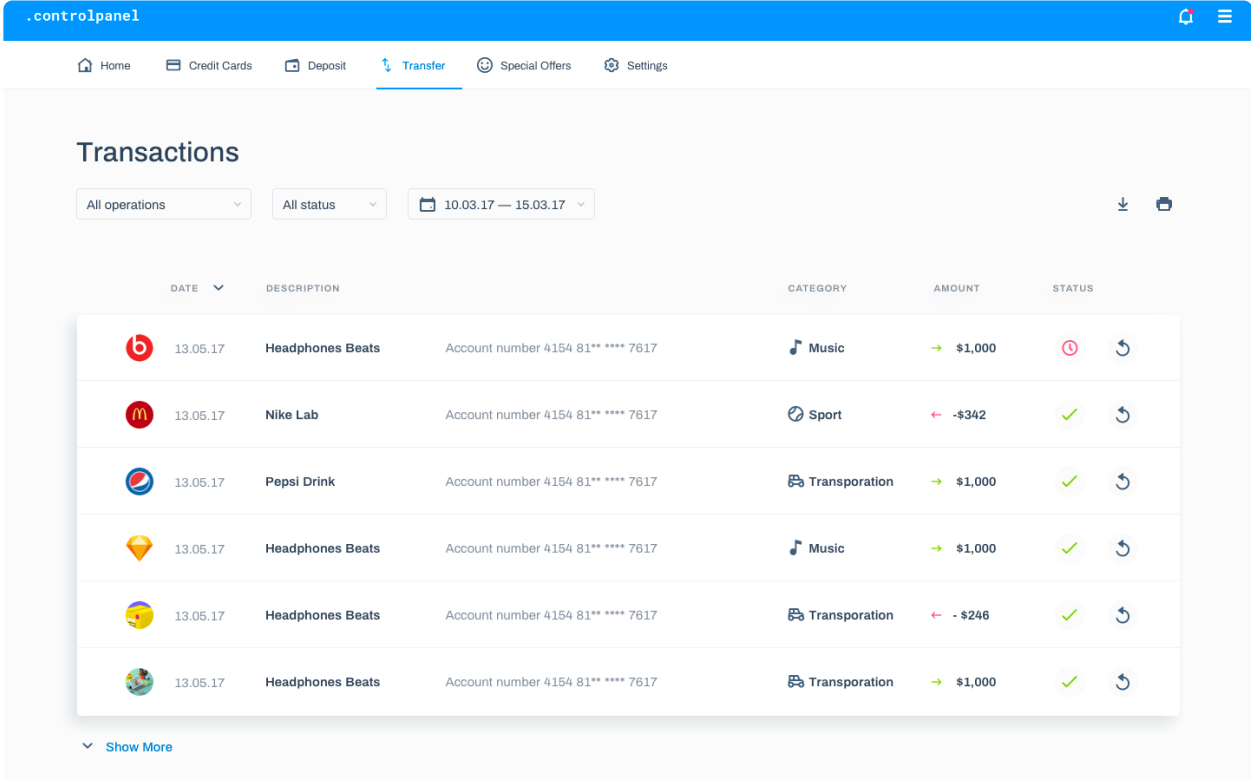 .controlpanel
Home Credit Cards Deposit Transfer Special Offers Settings
Transactions
All operations All status 10.03.17 — 15.03.17
DATE DESCRIPTION CATEGORY AMOUNT STATUS
13.05.17 Headphones Beats Account number 4154 81** **** 7617 Music $1,000
13.05.17 Nike Lab Account number 4154 81** **** 7617 Sport -$342
13.05.17 Pepsi Drink Account number 4154 81** **** 7617 Transporation $1,000
13.05.17 Headphones Beats Account number 4154 81** **** 7617 Music $1,000
13.05.17 Headphones Beats Account number 4154 81** **** 7617 Transporation - $246
13.05.17 Headphones Beats Account number 4154 81** **** 7617 Transporation $1,000
Show More